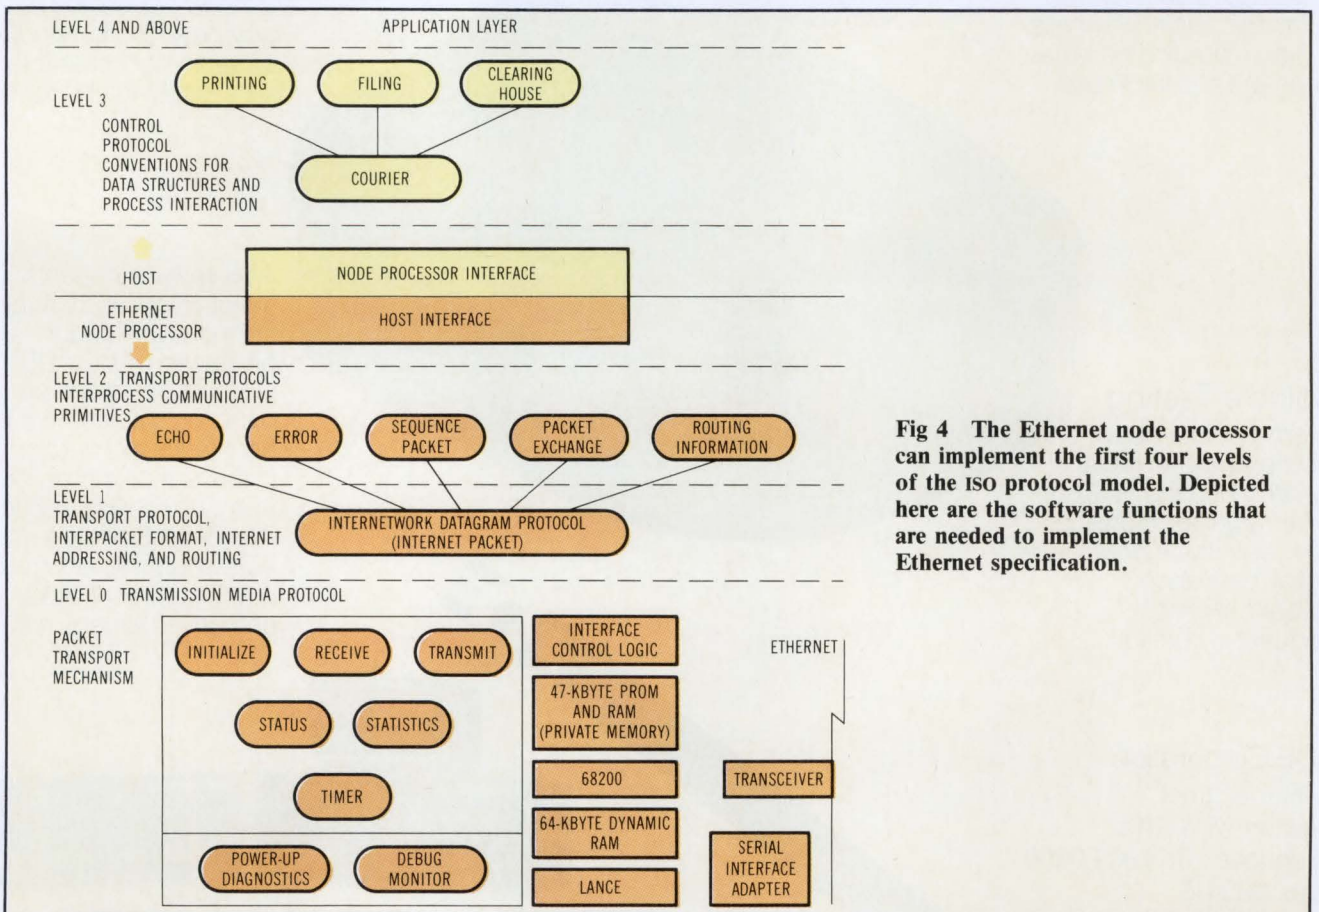 LEVEL 4 AND ABOVE
APPLICATION LAYER
PRINTING
FILING
CLEARING
HOUSE
LEVEL 3
CONTROL
PROTOCOL
CONVENTIONS FOR
DATA STRUCTURES AND
PROCESS INTERACTION
COURIER
HOST
NODE PROCESSOR INTERFACE
ETHERNET
NODE PROCESSOR
HOST INTERFACE
LEVEL 2 TRANSPORT PROTOCOLS
INTERPROCESS COMMUNICATIVE
PRIMITIVES
ECHO
ERROR
SEQUENCE
PACKET
PACKET
EXCHANGE
ROUTING
INFORMATION
LEVEL 1
TRANSPORT PROTOCOL,
INTERPACKET FORMAT, INTERNET
ADDRESSING, AND ROUTING
INTERNETWORK DATAGRAM PROTOCOL
(INTERNET PACKET)
LEVEL 0 TRANSMISSION MEDIA PROTOCOL
PACKET
TRANSPORT
MECHANISM
INITIALIZE
RECEIVE
TRANSMIT
STATUS
STATISTICS
TIMER
POWER-UP
DIAGNOSTICS
DEBUG
MONITOR
INTERFACE
CONTROL LOGIC
47-KBYTE PROM
AND RAM
(PRIVATE MEMORY)
68200
64-KBYTE DYNAMIC
RAM
LANCE
ETHERNET
TRANSCEIVER
SERIAL
INTERFACE
ADAPTER
Fig 4 The Ethernet node processor
can implement the first four levels
of the ISO protocol model. Depicted
here are the software functions that
are needed to implement the
Ethernet specification.